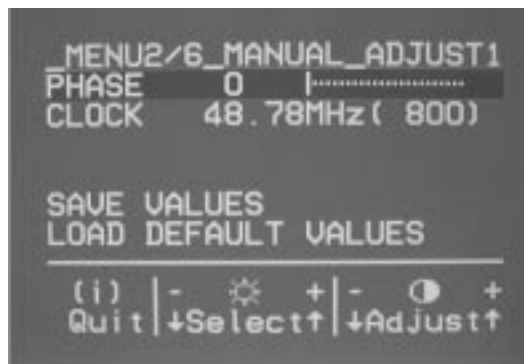 _MENU2/6_MANUAL_ADJUST1
PHASE 0
CLOCK 48.78MHz( 800)
SAVE VALUES
LOAD DEFAULT VALUES
(i) - + - +
Quit ↓Select↑ ↓Adjust↑